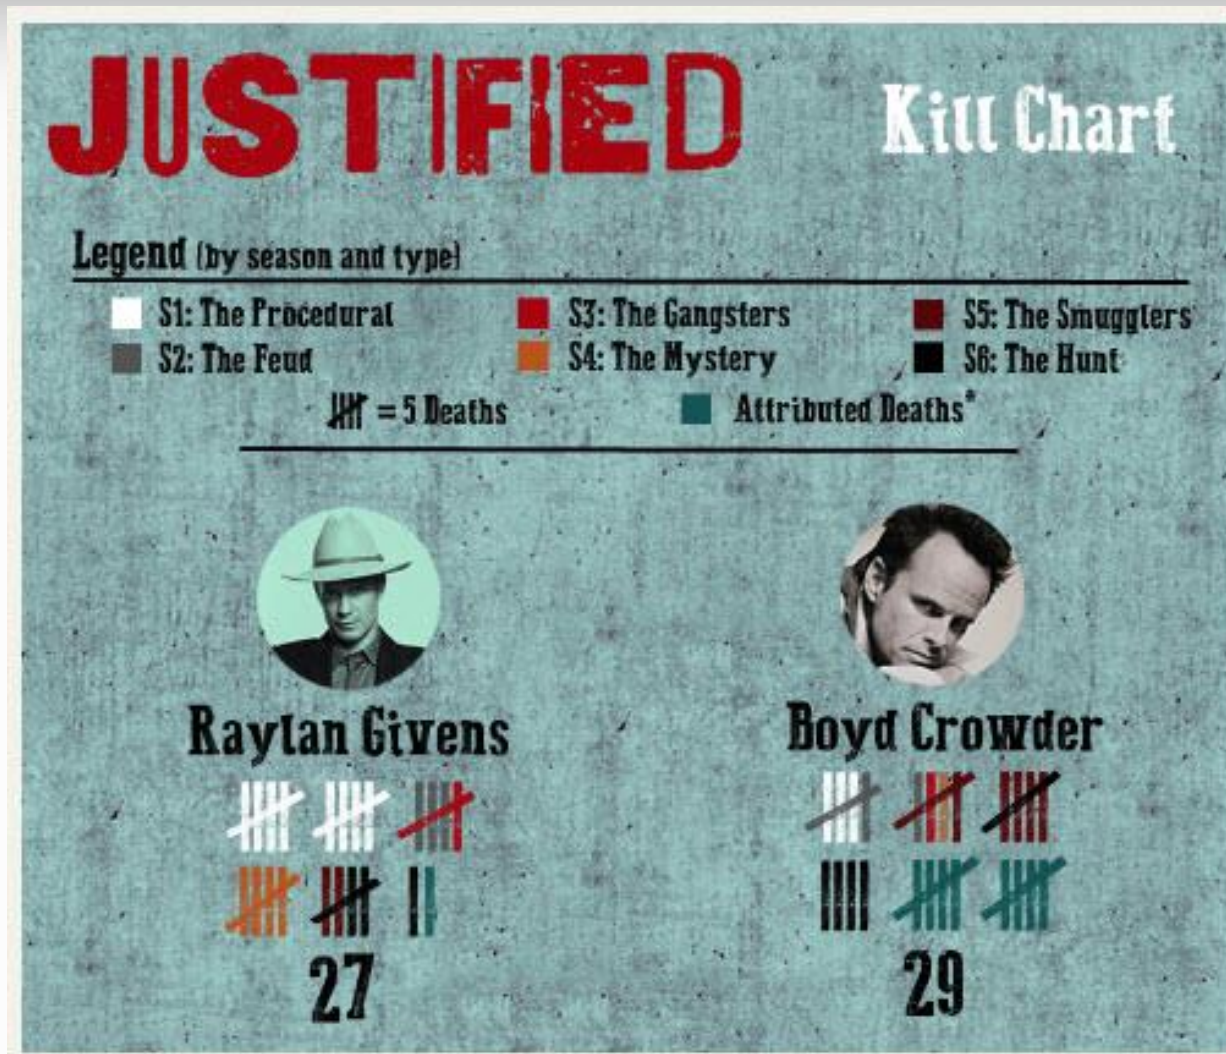 JUSTIFIED
Kill Chart
Legend (by season and type)
S1: The Procedural
S3: The Gangsters
S5: The Smugglers
S2: The Feud
S4: The Mystery
S6: The Hunt
= 5 Deaths
Attributed Deaths*
Raylan Givens
Boyd Crowder
27
29